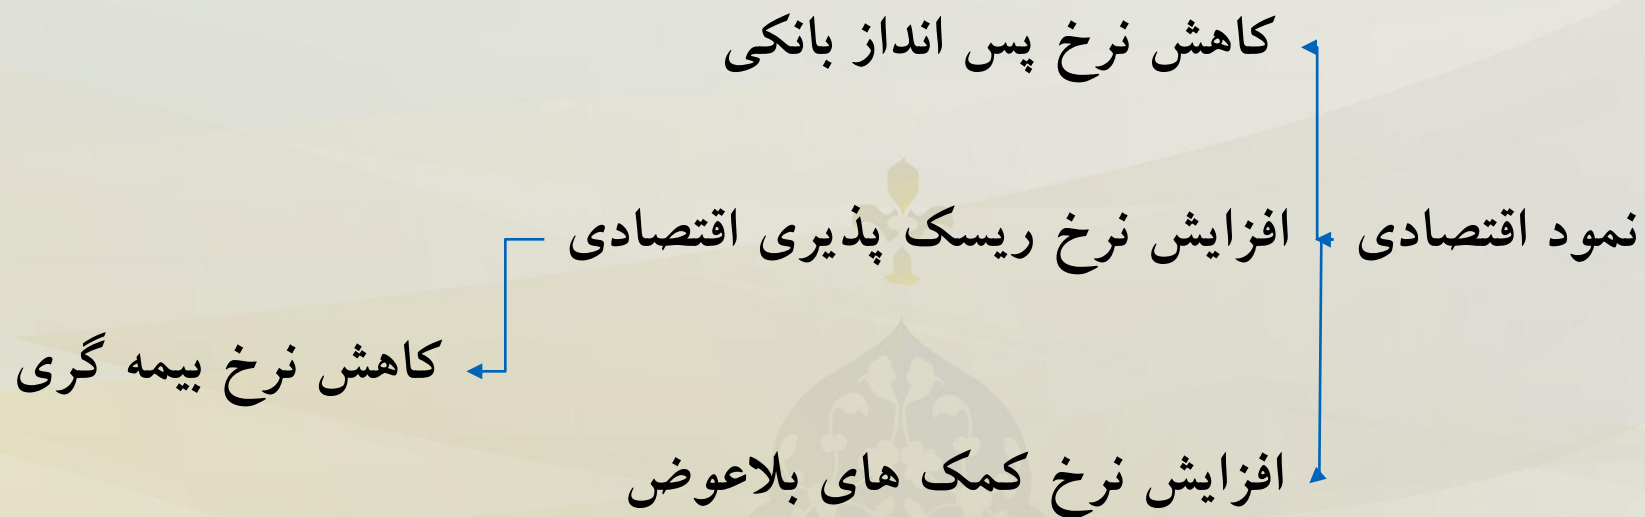 کاهش نرخ پس انداز بانکی
نمود اقتصادی
افزایش نرخ ریسک پذیری اقتصادی
کاهش نرخ بیمه گری
افزایش نرخ کمک های بلاعوض